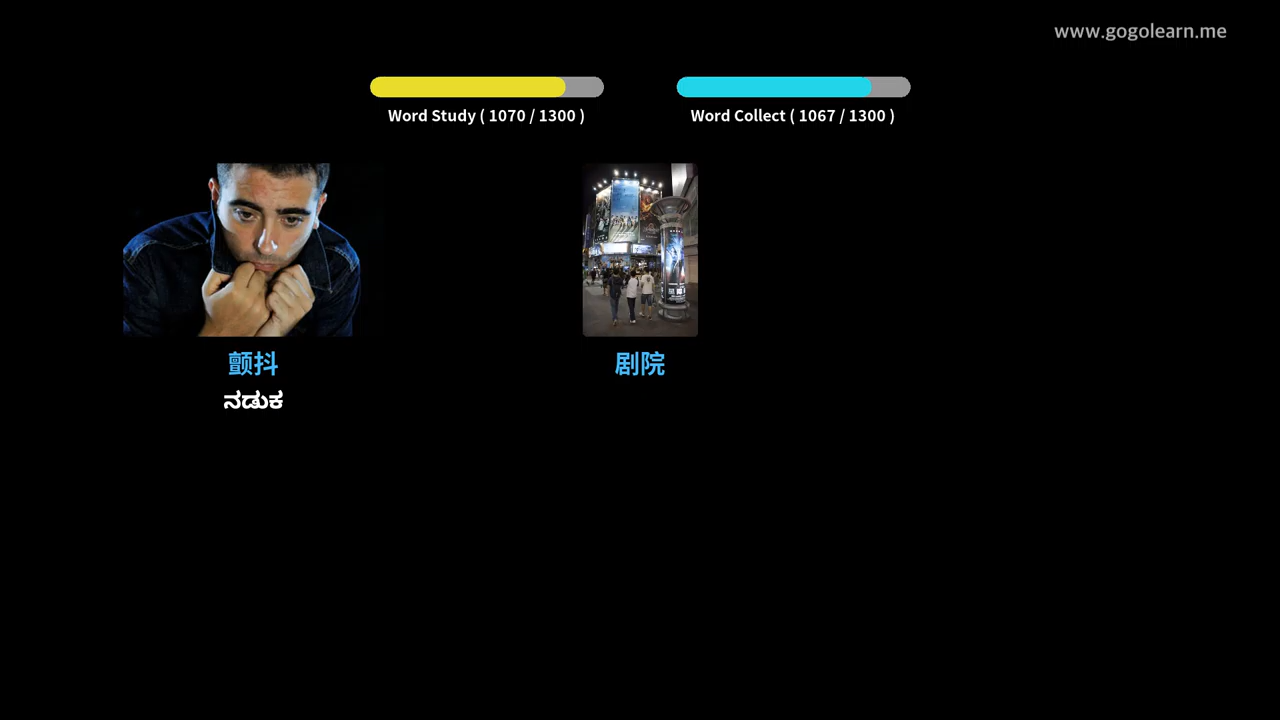 www.gogolearn.me
Word Study ( 1070 / 1300 )
Word Collect ( 1067 / 1300 )
颤抖
ನಡುಕ
剧院